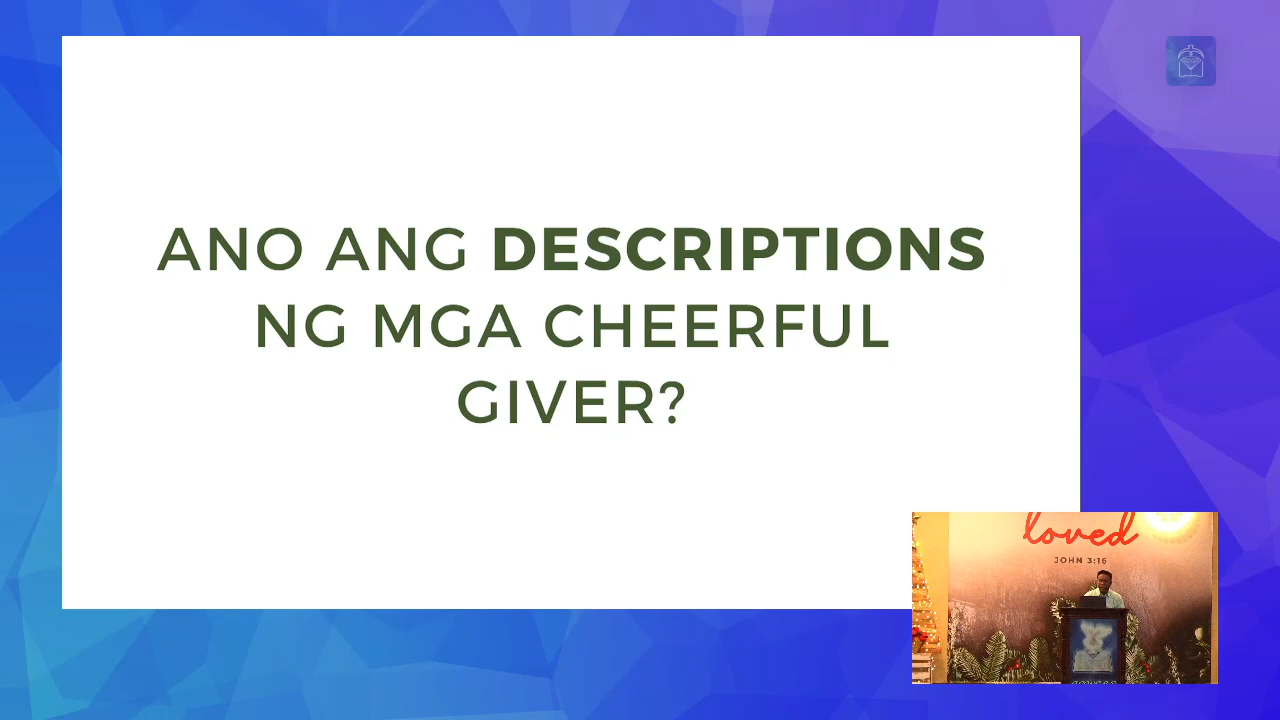 ANO ANG DESCRIPTIONS
NG MGA CHEERFUL
GIVER?
loved
JOHN 3:16